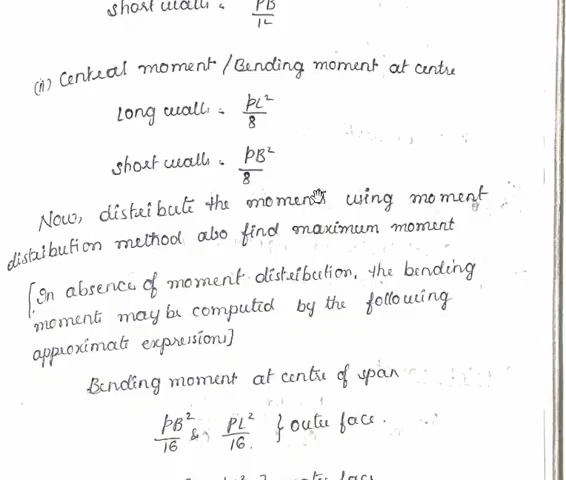 short walls = PB/12
(ii) Central moment / Bending moment at centre
Long walls = pL²/8
short walls = pB²/8
Now, distribute the moments using moment
distribution method also find maximum moment
[In absence of moment distribution, the bending
moments may be computed by the following
approximate expressions]
Bending moment at centre of span
pB²/16 &, pL²/16. } outer face.